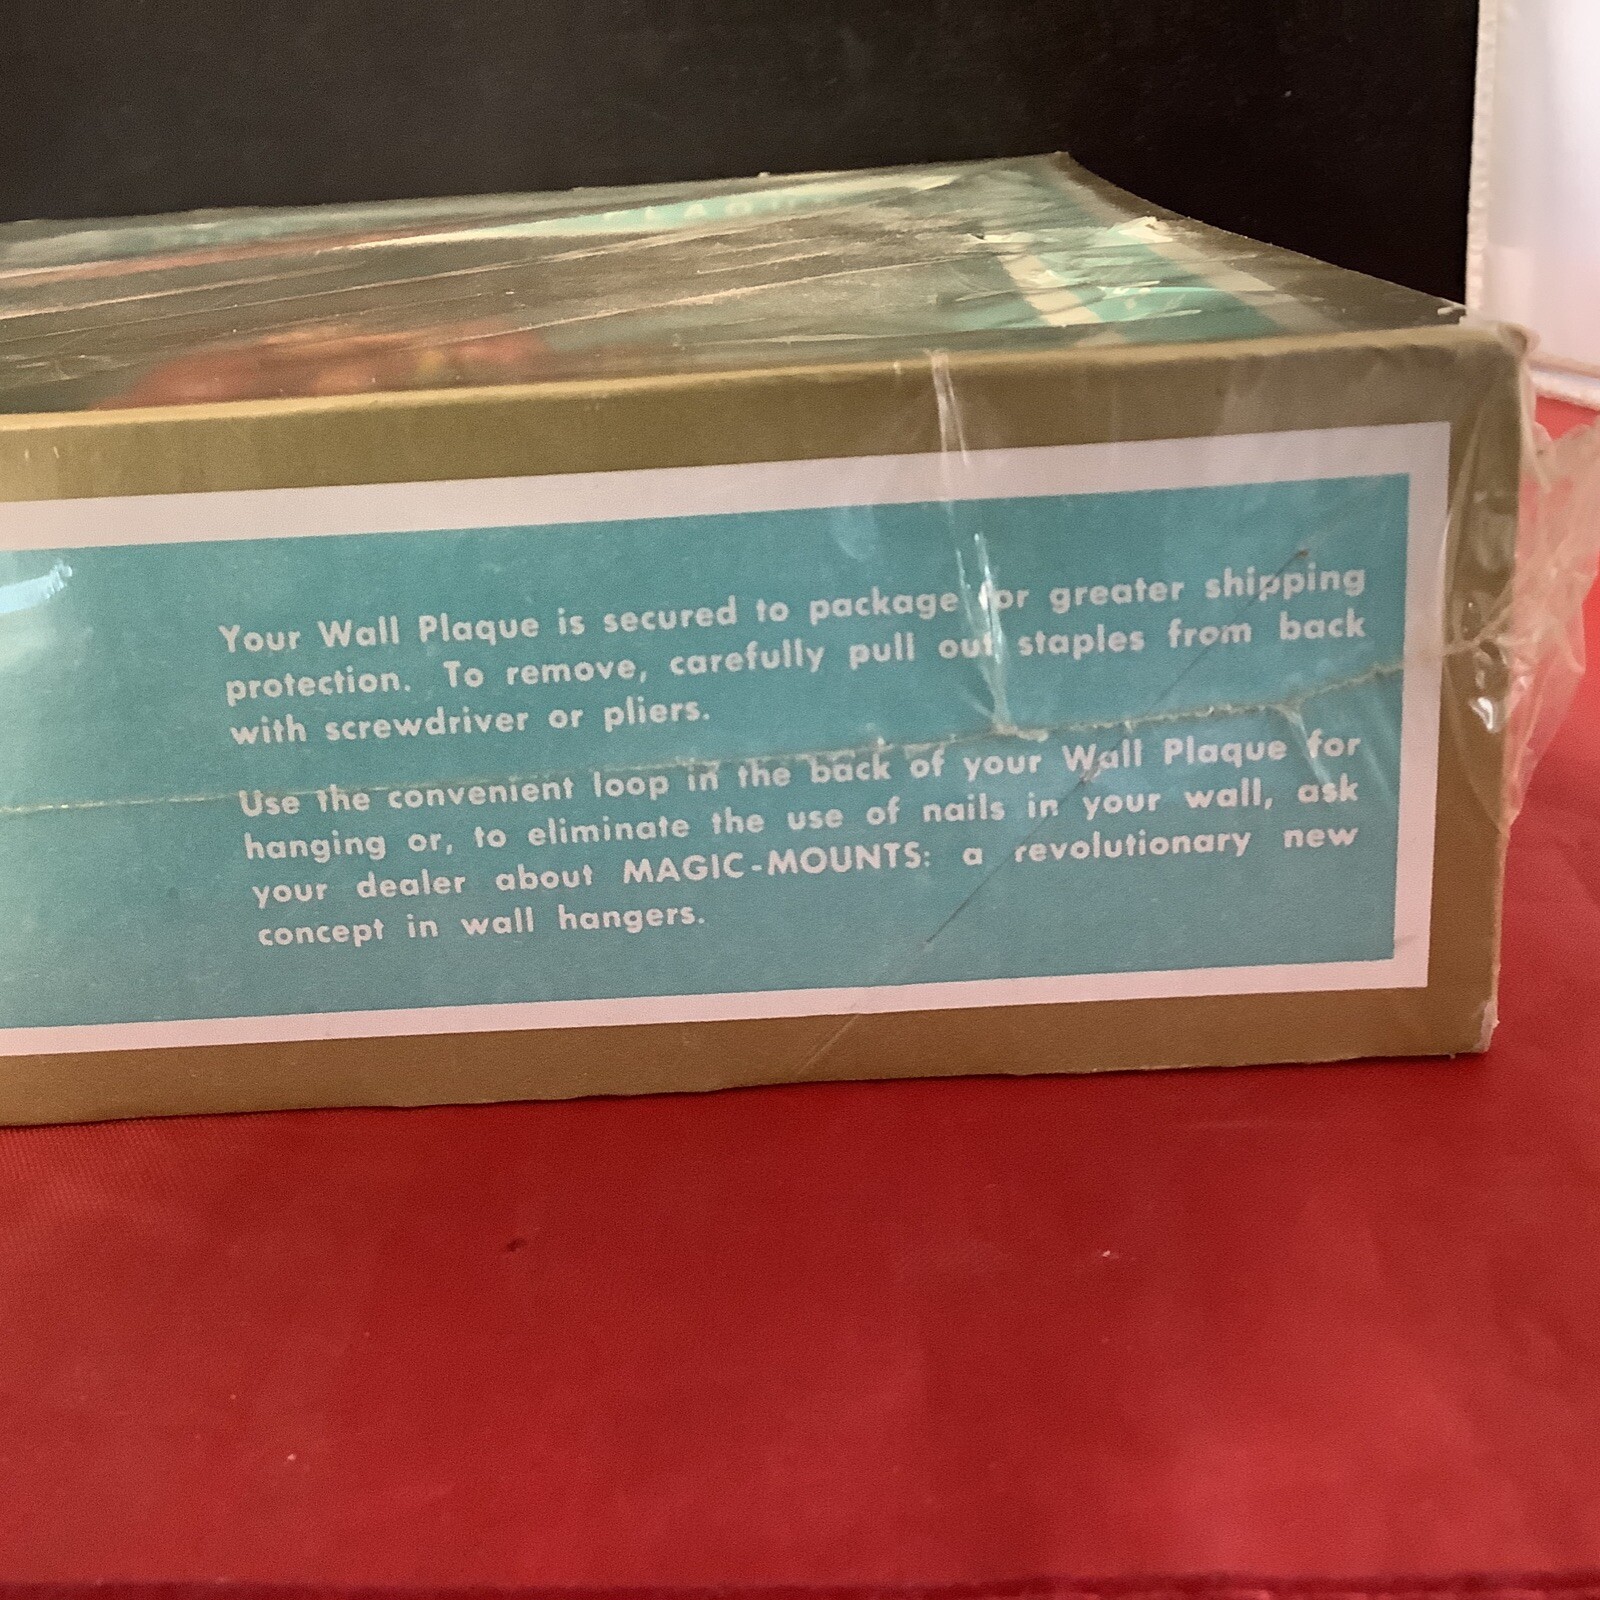 Your Wall Plaque is secured to package for greater shipping
protection. To remove, carefully pull out staples from back
with screwdriver or pliers.
Use the convenient loop in the back of your Wall Plaque for
hanging or, to eliminate the use of nails in your wall, ask
your dealer about MAGIC-MOUNTS: a revolutionary new
concept in wall hangers.